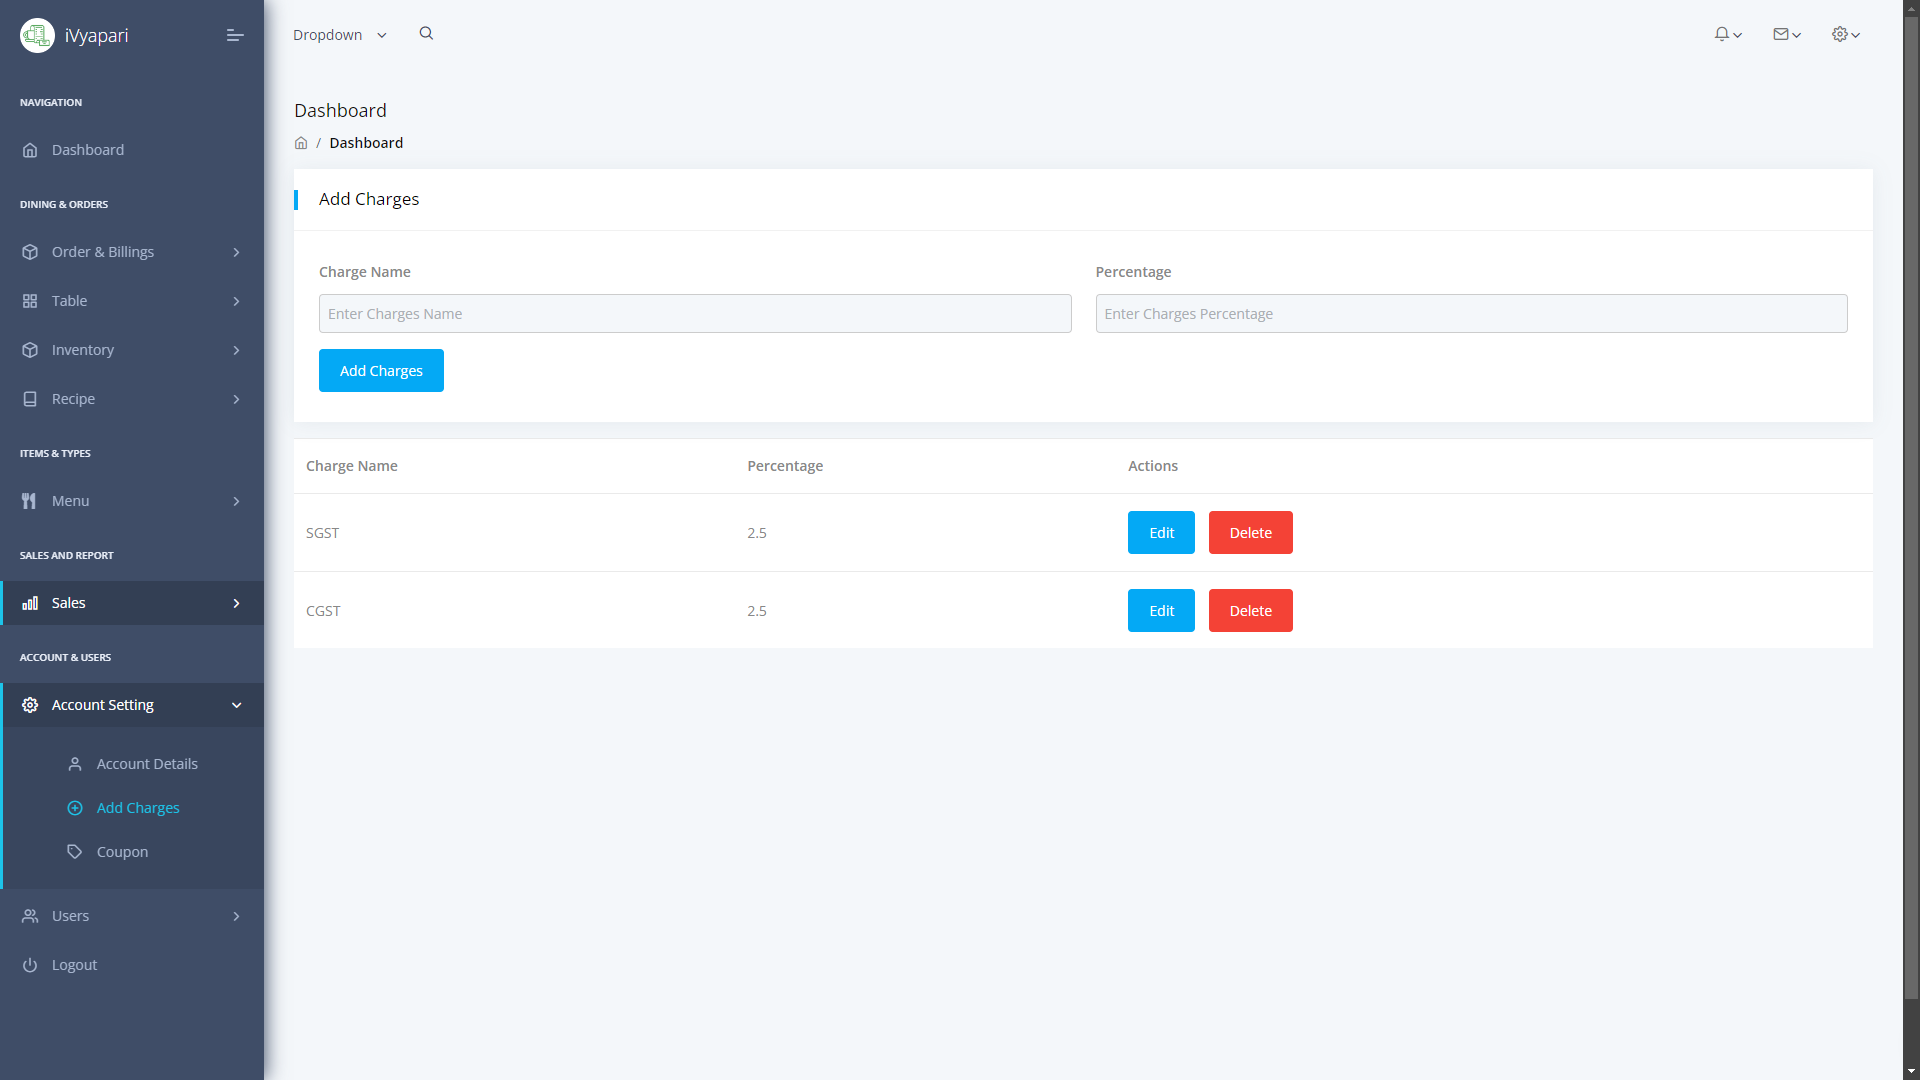 iVyapari
NAVIGATION
Dashboard
DINING & ORDERS
Order & Billings
Table
Inventory
Recipe
ITEMS & TYPES
Menu
SALES AND REPORT
Sales
ACCOUNT & USERS
Account Setting
Account Details
Add Charges
Coupon
Users
Logout
Dropdown
Dashboard
/ Dashboard
Add Charges
Charge Name Percentage
Enter Charges Name Enter Charges Percentage
Add Charges
Charge Name Percentage Actions
SGST 2.5 Edit Delete
CGST 2.5 Edit Delete